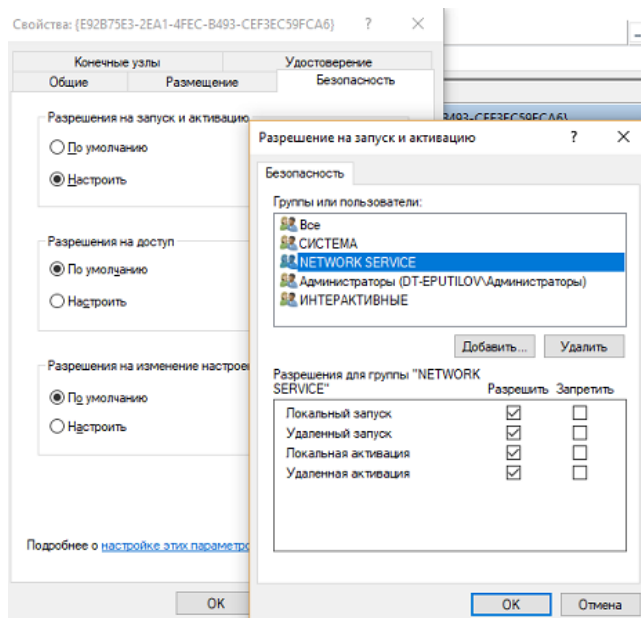 Свойства: {E92B75E3-2EA1-4FEC-B493-CEF3EC59FCA6}
Конечные узлы
Удостоверение
Общие
Размещение
Безопасность
Разрешения на запуск и активацию
По умолчанию
Настроить
Разрешения на доступ
По умолчанию
Настроить
Разрешения на изменение настроек
По умолчанию
Настроить
Подробнее о настройке этих параметро
OK
B493-CEF3EC59FCA6}
Разрешение на запуск и активацию
Безопасность
Группы или пользователи:
Все
СИСТЕМА
NETWORK SERVICE
Администраторы (DT-EPUTILOV\Администраторы)
ИНТЕРАКТИВНЫЕ
Добавить...
Удалить
Разрешения для группы "NETWORK
SERVICE"
Разрешить
Запретить
Локальный запуск
Удаленный запуск
Локальная активация
Удаленная активация
OK
Отмена